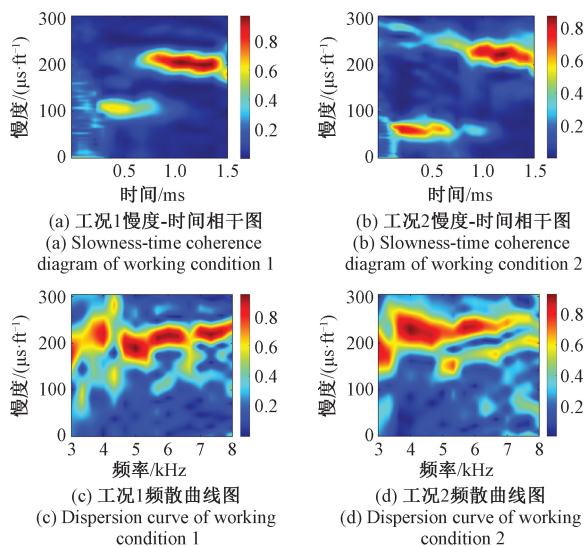 300
200
100
0
慢度/(μs·ft⁻¹)
0.5 1.0 1.5
时间/ms
0.8
0.6
0.4
0.2
(a) 工况1慢度-时间相干图
(a) Slowness-time coherence
diagram of working condition 1
300
200
100
0
慢度/(μs·ft⁻¹)
0.5 1.0 1.5
时间/ms
0.8
0.6
0.4
0.2
(b) 工况2慢度-时间相干图
(b) Slowness-time coherence
diagram of working condition 2
300
200
100
0
慢度/(μs·ft⁻¹)
3 4 5 6 7 8
频率/kHz
0.8
0.6
0.4
0.2
(c) 工况1频散曲线图
(c) Dispersion curve of working
condition 1
300
200
100
0
慢度/(μs·ft⁻¹)
3 4 5 6 7 8
频率/kHz
0.8
0.6
0.4
0.2
(d) 工况2频散曲线图
(d) Dispersion curve of working
condition 2